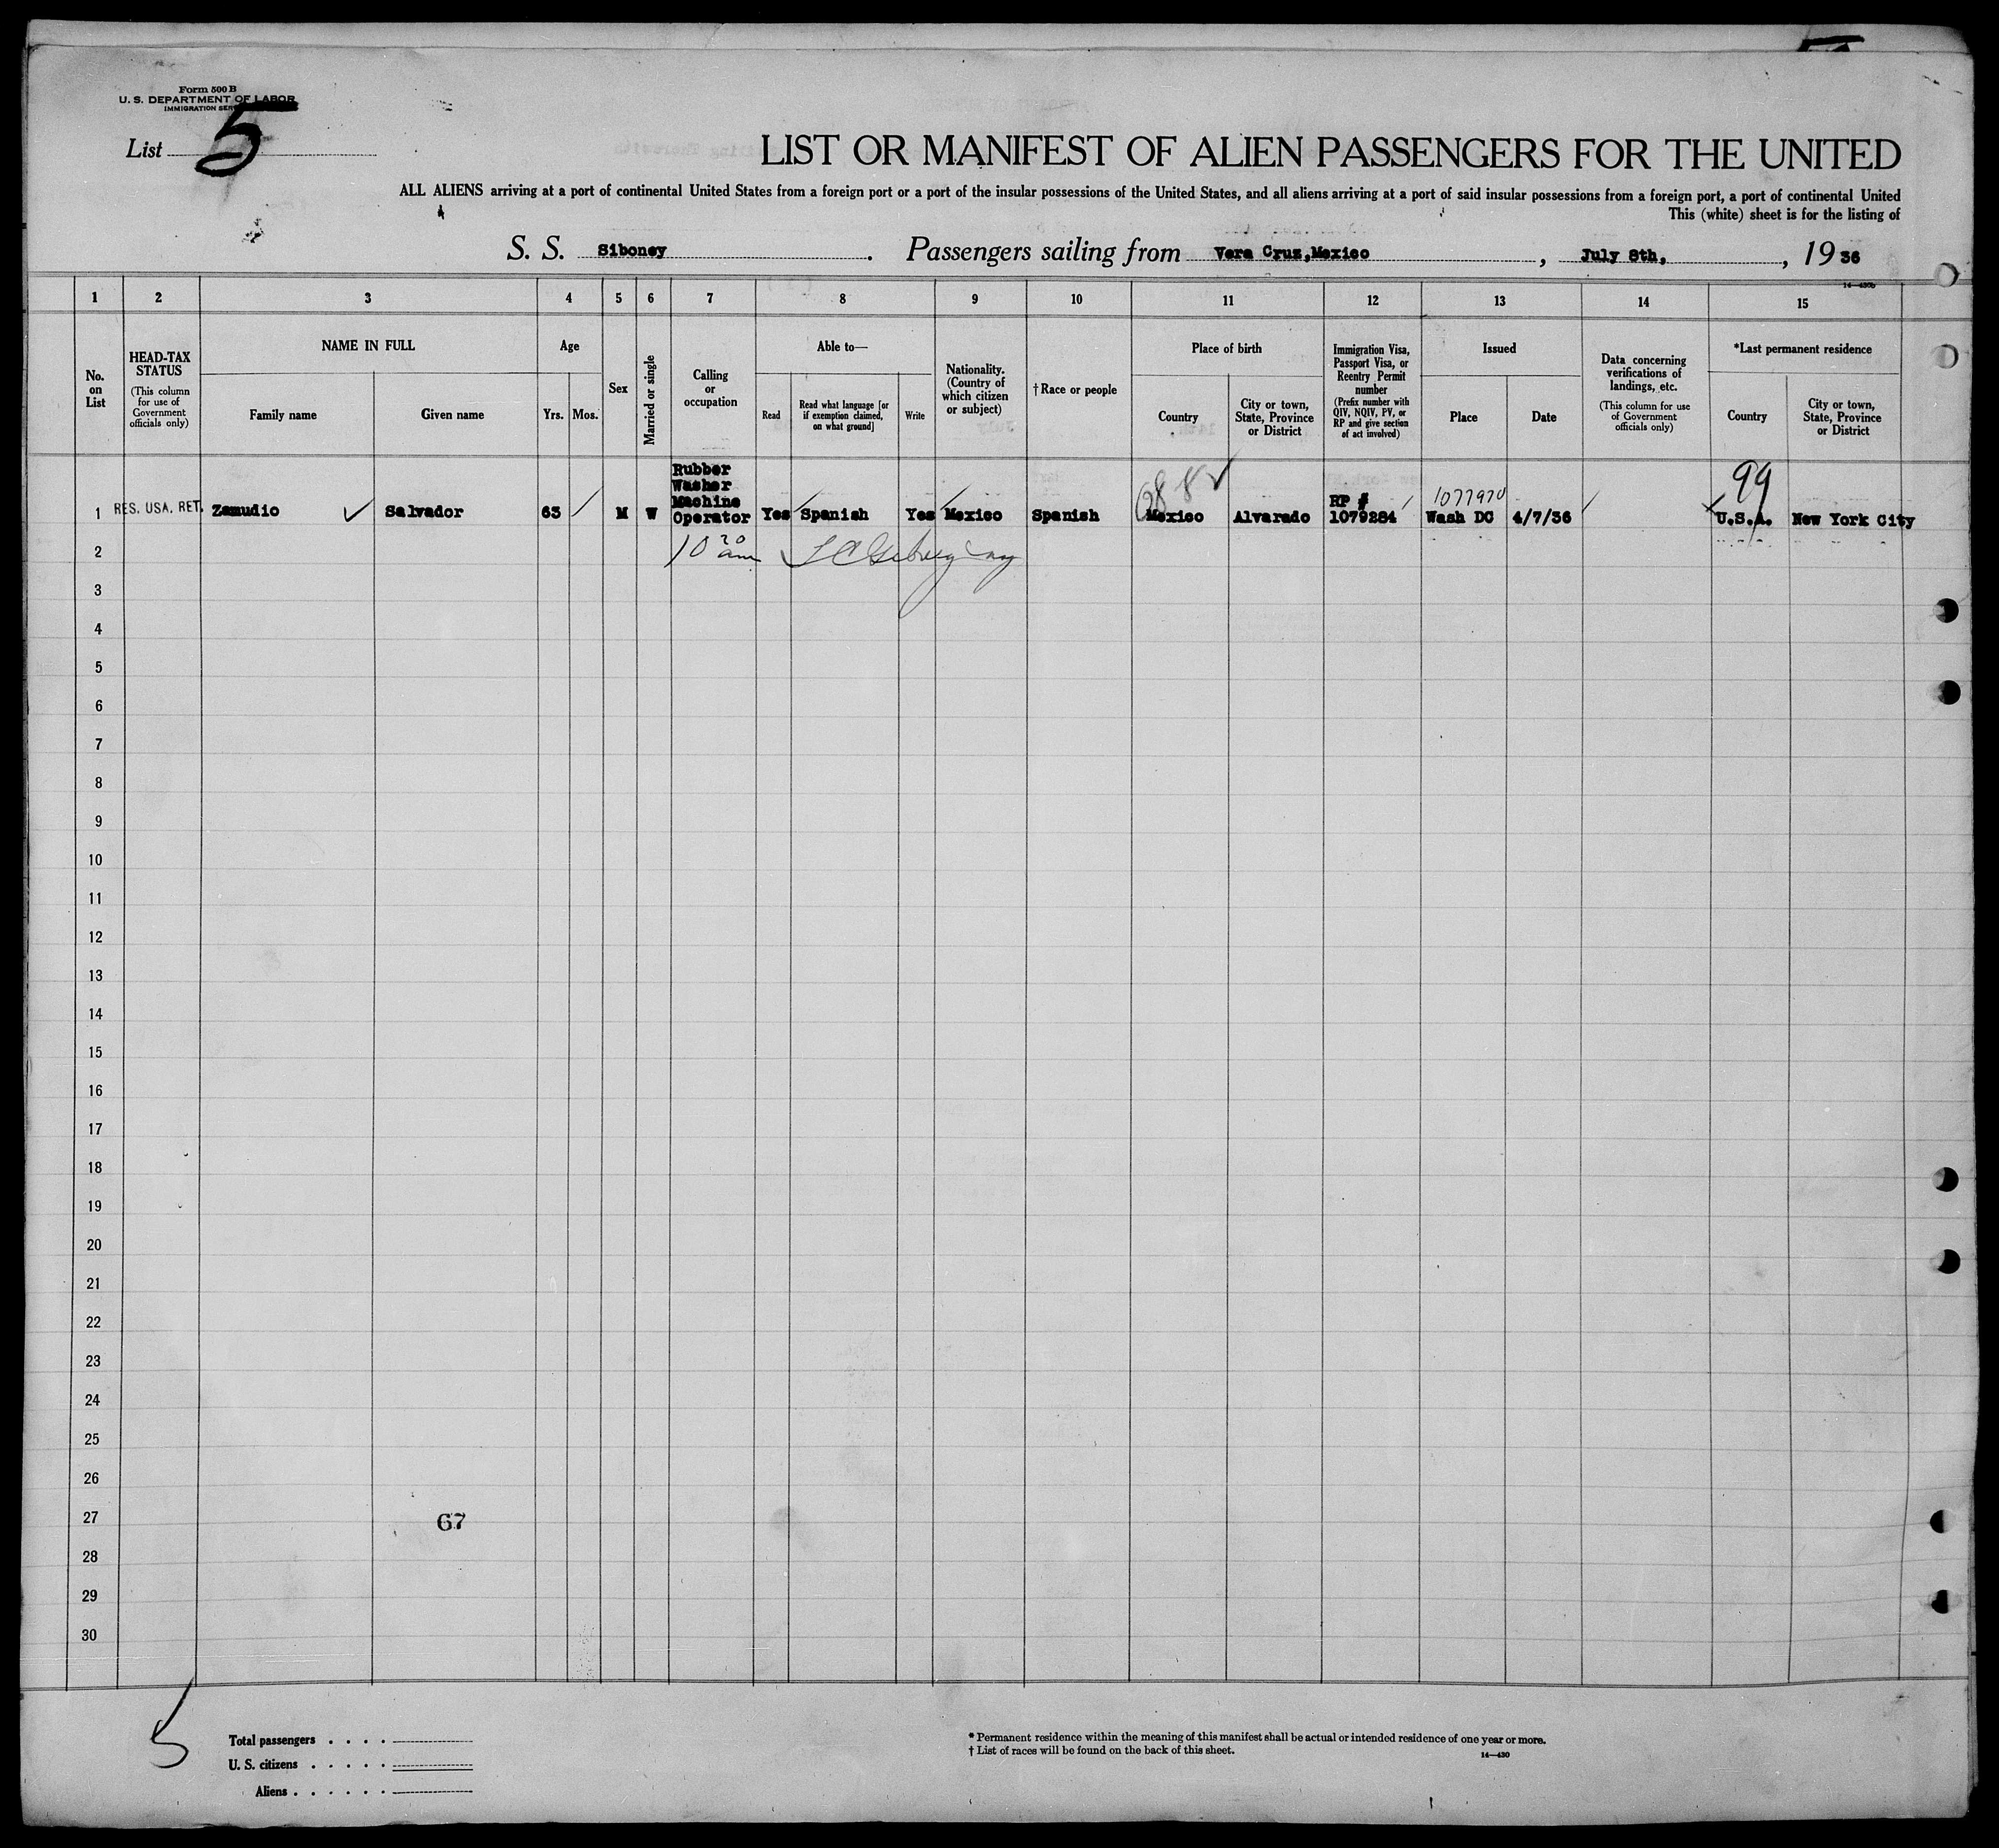 Form 500 B
U. S. DEPARTMENT OF LABOR
IMMIGRATION
List 5
LIST OR MANIFEST OF ALIEN PASSENGERS FOR THE UNITED
ALL ALIENS arriving at a port of continental United States from a foreign port or a port of the insular possessions of the United States, and all aliens arriving at a port of said insular possessions from a foreign port, a port of continental United
This (white) sheet is for the listing of
S. S. Siboney. Passengers sailing from Vera Cruz,Mexico, July 8th,, 1936
14—430b
1 2 3 4 5 6 7 8 9 10 11 12 13 14 15
No. on List
HEAD-TAX STATUS
(This column for use of Government officials only)
NAME IN FULL
Family name
Given name
Age
Yrs.
Mos.
Sex
Married or single
Calling or occupation
Able to—
Read
Read what language [or if exemption claimed, on what ground]
Write
Nationality. (Country of which citizen or subject)
†Race or people
Place of birth
Country
City or town, State, Province or District
Immigration Visa, Passport Visa, or Reentry Permit number
(Prefix number with QIV, NQIV, PV, or RP and give section of act involved)
Issued
Place
Date
Data concerning verifications of landings, etc.
(This column for use of Government officials only)
*Last permanent residence
Country
City or town, State, Province or District
99
1077970
1 RES. USA. RET. Zamudio Salvador 63 M W Rubber Washer Machine Operator Yes Spanish Yes Mexico Spanish Mexico Alvarado RP # 1079284 Wash DC 4/7/36 U.S.A. New York City
2 10 20 am
3
4
5
6
7
8
9
10
11
12
13
14
15
16
17
18
19
20
21
22
23
24
25
26
27 67
28
29
30
5
Total passengers . . . .
U. S. citizens . . . . .
Aliens . . . . . .
* Permanent residence within the meaning of this manifest shall be actual or intended residence of one year or more.
† List of races will be found on the back of this sheet.
14—430